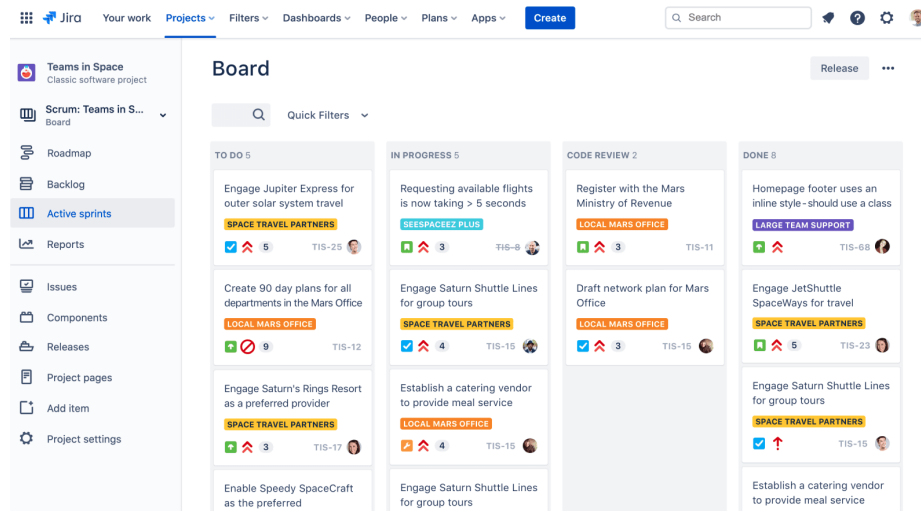 Jira
Your work
Projects
Filters
Dashboards
People
Plans
Apps
Create
Search
Teams in Space
Classic software project
Scrum: Teams in S...
Board
Roadmap
Backlog
Active sprints
Reports
Issues
Components
Releases
Project pages
Add item
Project settings
Board
Release
Quick Filters
TO DO 5
Engage Jupiter Express for
outer solar system travel
SPACE TRAVEL PARTNERS
5
TIS-25
Create 90 day plans for all
departments in the Mars Office
LOCAL MARS OFFICE
9
TIS-12
Engage Saturn's Rings Resort
as a preferred provider
SPACE TRAVEL PARTNERS
3
TIS-17
Enable Speedy SpaceCraft
as the preferred
IN PROGRESS 5
Requesting available flights
is now taking > 5 seconds
SEESPACEEZ PLUS
3
TIS-8
Engage Saturn Shuttle Lines
for group tours
SPACE TRAVEL PARTNERS
4
TIS-15
Establish a catering vendor
to provide meal service
LOCAL MARS OFFICE
4
TIS-15
Engage Saturn Shuttle Lines
for group tours
CODE REVIEW 2
Register with the Mars
Ministry of Revenue
LOCAL MARS OFFICE
3
TIS-11
Draft network plan for Mars
Office
LOCAL MARS OFFICE
3
TIS-15
DONE 8
Homepage footer uses an
inline style-should use a class
LARGE TEAM SUPPORT
TIS-68
Engage JetShuttle
SpaceWays for travel
SPACE TRAVEL PARTNERS
5
TIS-23
Engage Saturn Shuttle Lines
for group tours
SPACE TRAVEL PARTNERS
TIS-15
Establish a catering vendor
to provide meal service